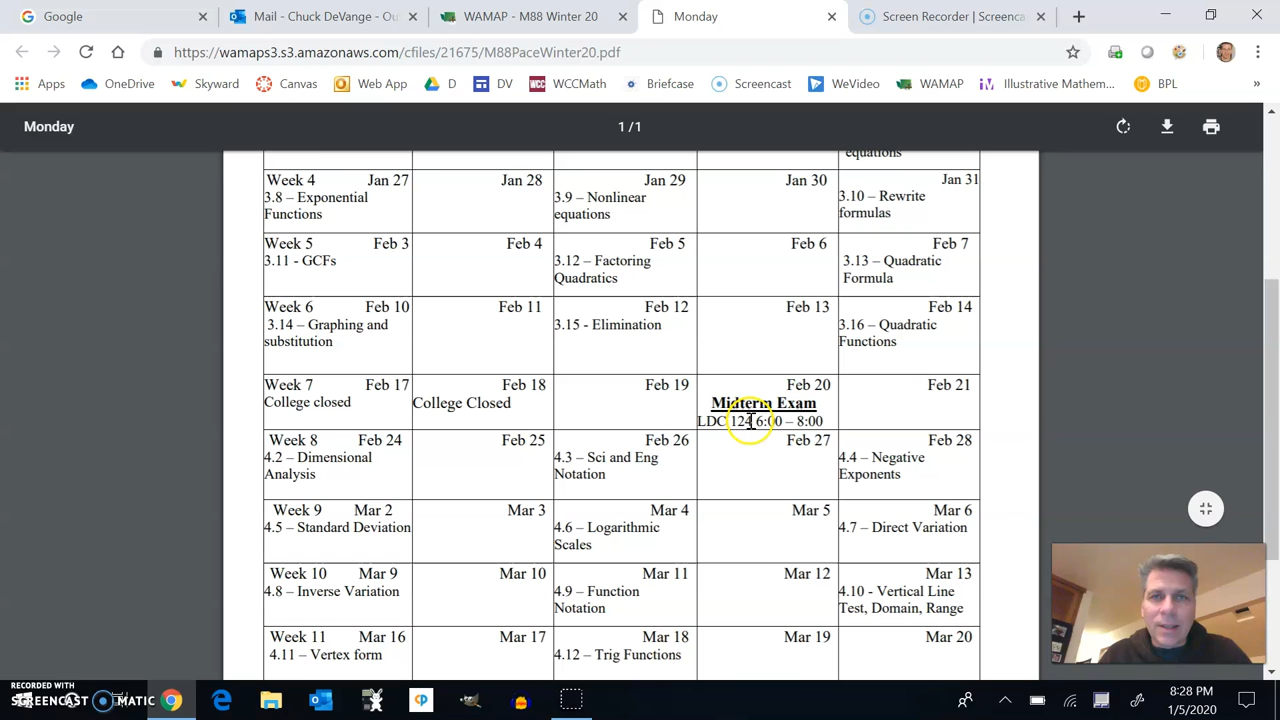 Google
Mail - Chuck DeVange - Ou
WAMAP - M88 Winter 20
Monday
Screen Recorder | Screenca
https://wamaps3.s3.amazonaws.com/cfiles/21675/M88PaceWinter20.pdf
Apps
OneDrive
Skyward
Canvas
Web App
D
DV
WCC
WCCMath
Briefcase
Screencast
WeVideo
WAMAP
Illustrative Mathem...
BPL
»
Monday
1 / 1
equations
Week 4 Jan 27
3.8 – Exponential
Functions
Jan 28
Jan 29
3.9 – Nonlinear
equations
Jan 30
Jan 31
3.10 – Rewrite
formulas
Week 5 Feb 3
3.11 - GCFs
Feb 4
Feb 5
3.12 – Factoring
Quadratics
Feb 6
Feb 7
3.13 – Quadratic
Formula
Week 6 Feb 10
3.14 – Graphing and
substitution
Feb 11
Feb 12
3.15 - Elimination
Feb 13
Feb 14
3.16 – Quadratic
Functions
Week 7 Feb 17
College closed
Feb 18
College Closed
Feb 19
Feb 20
Midterm Exam
LDC 124 6:00 – 8:00
Feb 21
Week 8 Feb 24
4.2 – Dimensional
Analysis
Feb 25
Feb 26
4.3 – Sci and Eng
Notation
Feb 27
Feb 28
4.4 – Negative
Exponents
Week 9 Mar 2
4.5 – Standard Deviation
Mar 3
Mar 4
4.6 – Logarithmic
Scales
Mar 5
Mar 6
4.7 – Direct Variation
Week 10 Mar 9
4.8 – Inverse Variation
Mar 10
Mar 11
4.9 – Function
Notation
Mar 12
Mar 13
4.10 - Vertical Line
Test, Domain, Range
Week 11 Mar 16
4.11 – Vertex form
Mar 17
Mar 18
4.12 – Trig Functions
Mar 19
Mar 20
RECORDED WITH
SCREENCAST MATIC
8:28 PM
1/5/2020